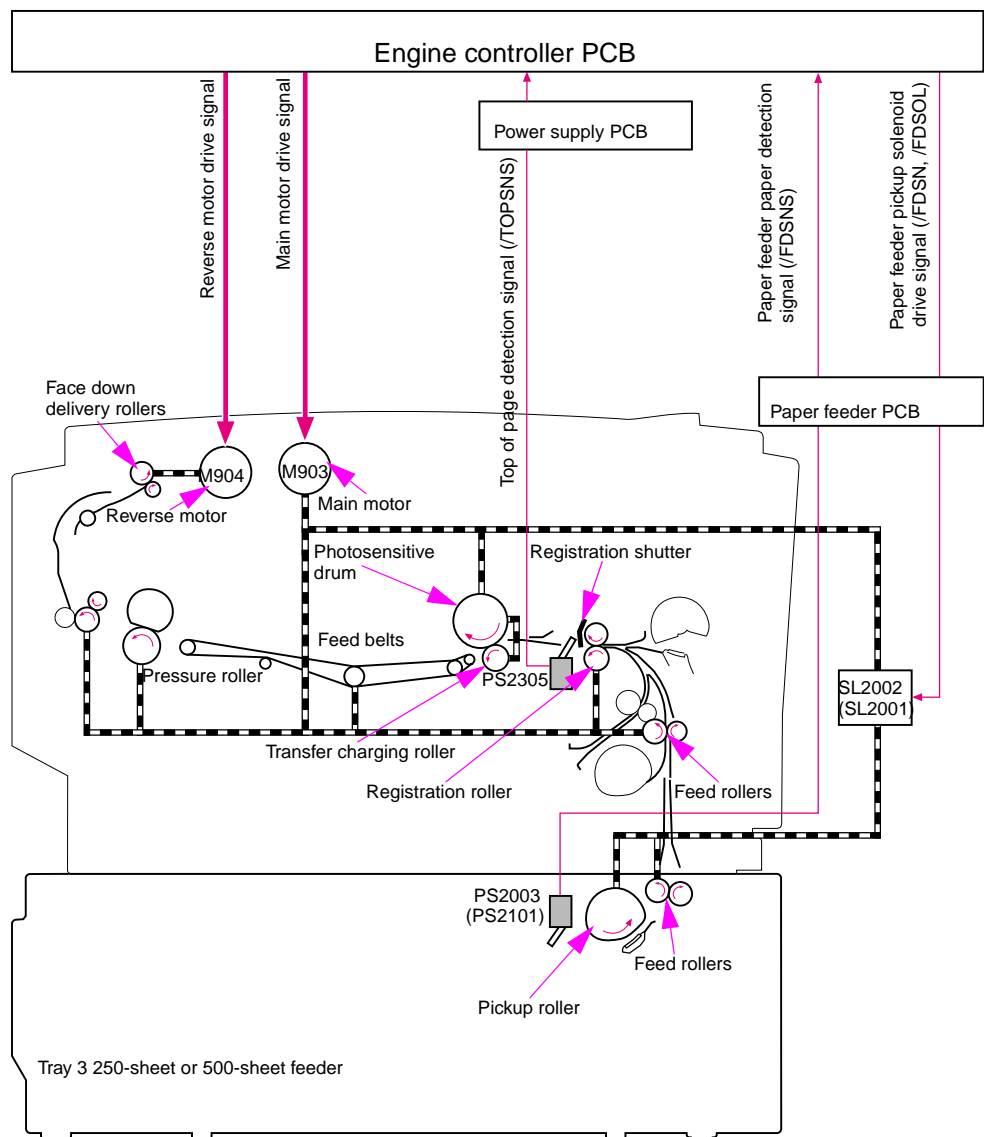 Engine controller PCB
Reverse motor drive signal
Main motor drive signal
Power supply PCB
Top of page detection signal (/TOPSNS)
Paper feeder paper detection
signal (/FDSNS)
Paper feeder pickup solenoid
drive signal (/FDSN, /FDSOL)
Paper feeder PCB
Face down
delivery rollers
M904
M903
Reverse motor
Main motor
Photosensitive
drum
Registration shutter
Feed belts
Pressure roller
PS2305
SL2002
(SL2001)
Transfer charging roller
Registration roller
Feed rollers
PS2003
(PS2101)
Feed rollers
Pickup roller
Tray 3 250-sheet or 500-sheet feeder